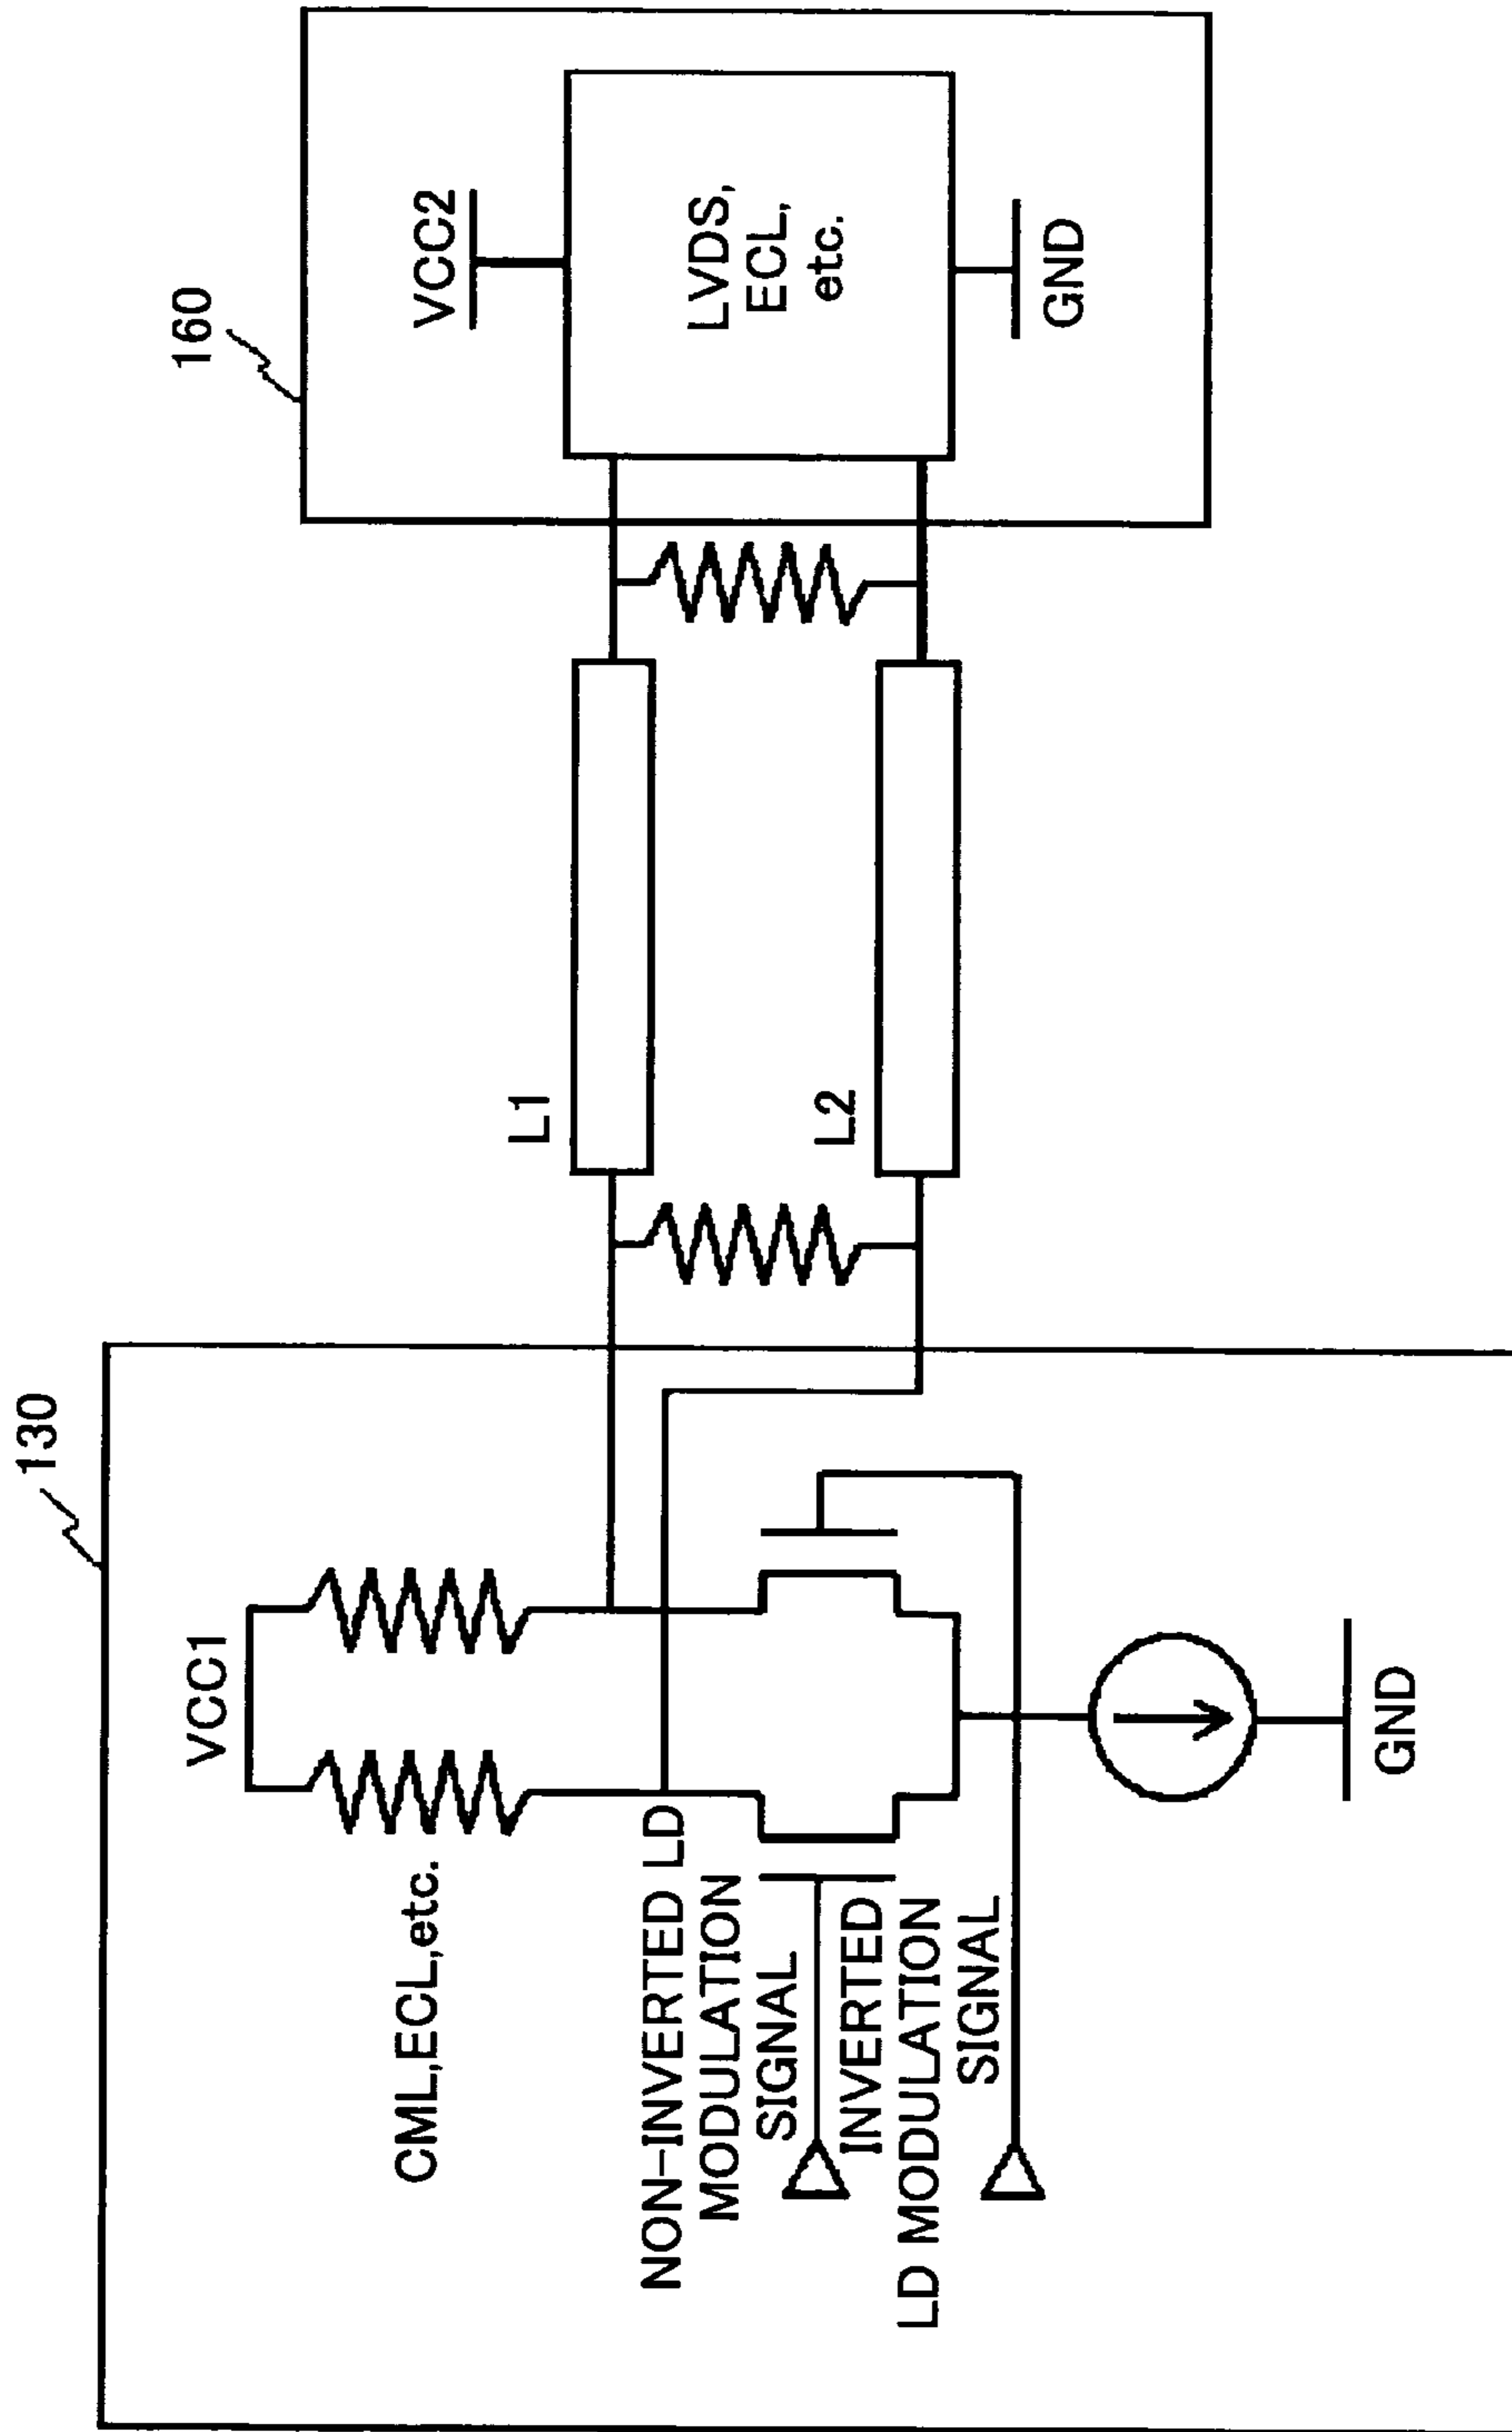 130
VCC1
CML,ECL,etc.
NON-INVERTED LD
MODULATION
SIGNAL
INVERTED
LD MODULATION
SIGNAL
GND
L1
L2
160
VCC2
LVDS,
ECL,
etc.
GND